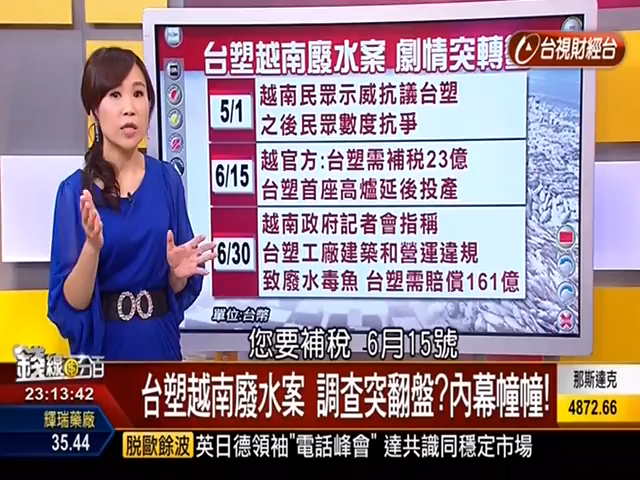 台塑越南廢水案 劇情突轉
台視財經台
5/1
越南民眾示威抗議台塑
之後民眾數度抗爭
6/15
越官方:台塑需補稅23億
台塑首座高爐延後投產
6/30
越南政府記者會指稱
台塑工廠建築和營運違規
致廢水毒魚 台塑需賠償161億
單位:台幣
您要補稅 6月15號
錢線百分百
23:13:42
台塑越南廢水案 調查突翻盤?內幕幢幢!
那斯達克
4872.66
輝瑞藥廠
35.44
脫歐餘波 英日德領袖"電話峰會" 達共識同穩定市場